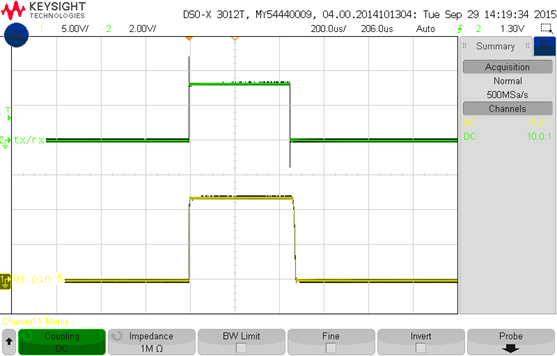 KEYSIGHT
TECHNOLOGIES
DSO-X 3012T, MY54440009, 04.00.2014101304: Tue Sep 29 14:19:34 2015
1 5.00V/ 2 2.00V/ 200.0us/ 206.0us Auto 2 1.30V
Summary
Acquisition
Normal
500MSa/s
Channels
DC 10.0:1
tx/rx
Q1 pin 5
Channel 1 Menu
Coupling
DC
Impedance
1M Ω
BW Limit
Fine
Invert
Probe